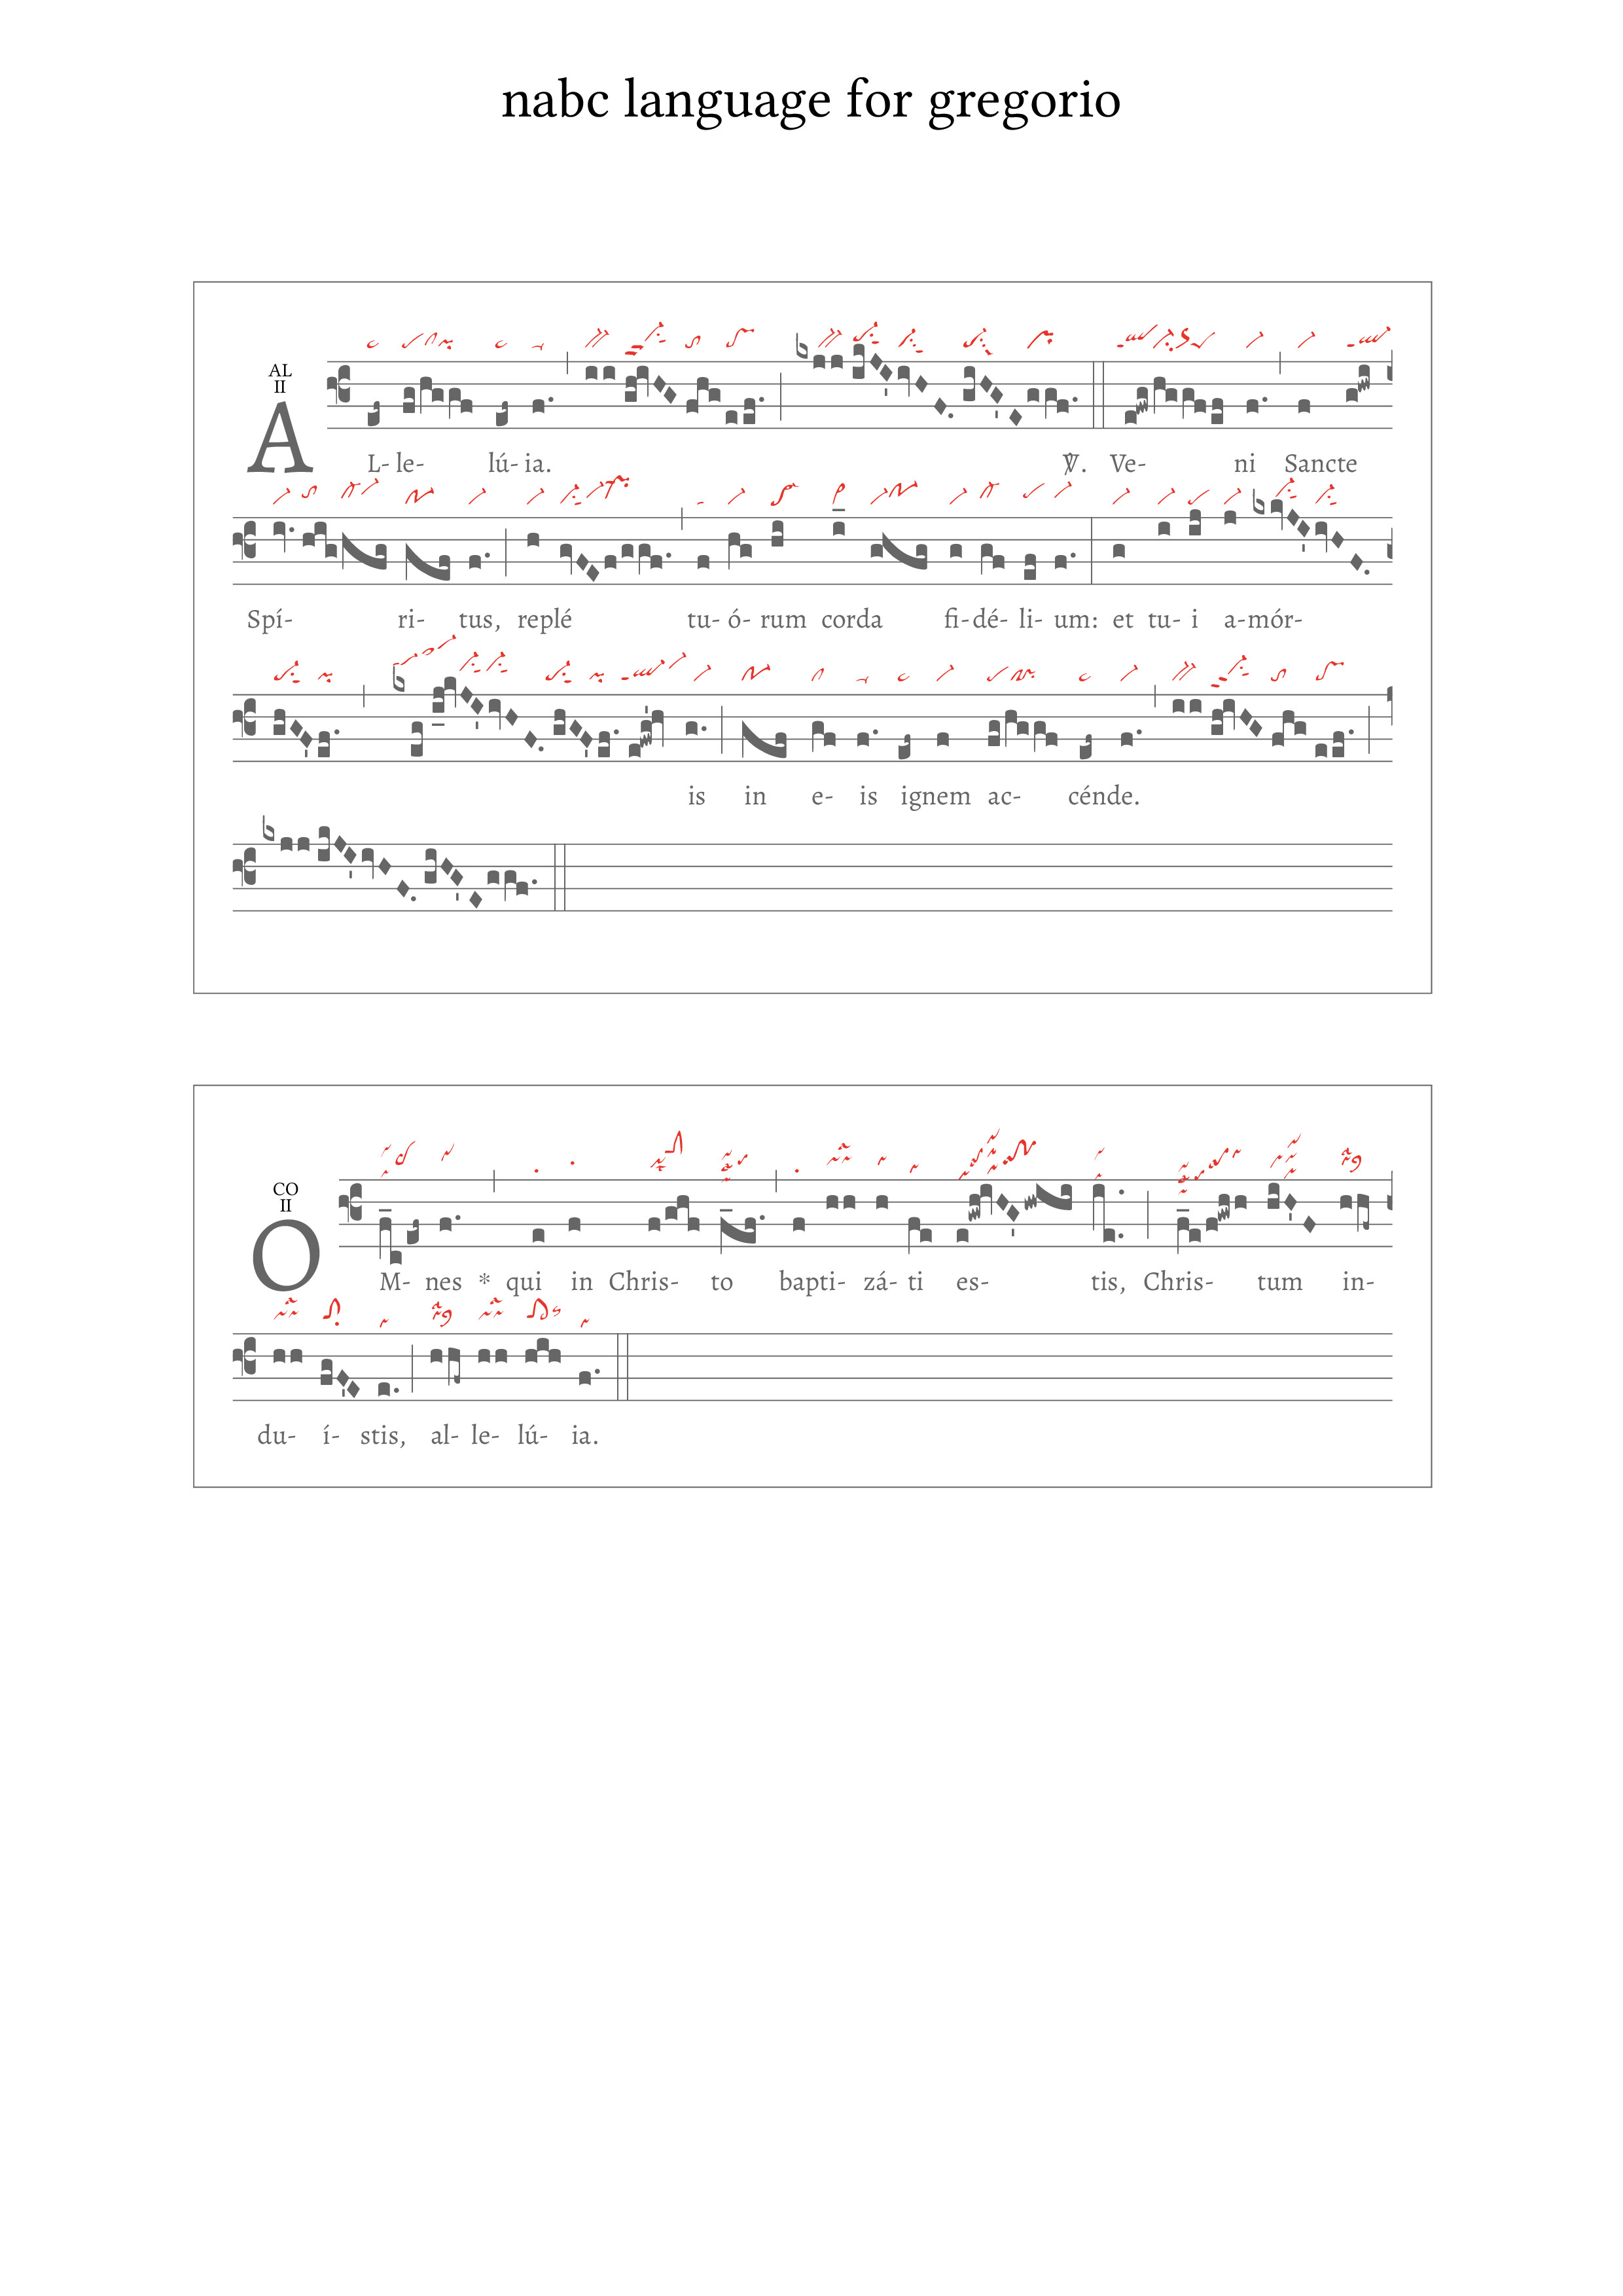 nabc language for gregorio
AL
II
AL- le- lú- ia. ℣. Ve- ni Sancte
Spí- ri- tus, replé tu- ó- rum corda fi- dé- li- um: et tu- i a- mór-
is in e- is ignem ac- cénde.
CO
II
OM- nes * qui in Chris- to bapti- zá- ti es- tis, Chris- tum in-
du- í- stis, al- le- lú- ia.